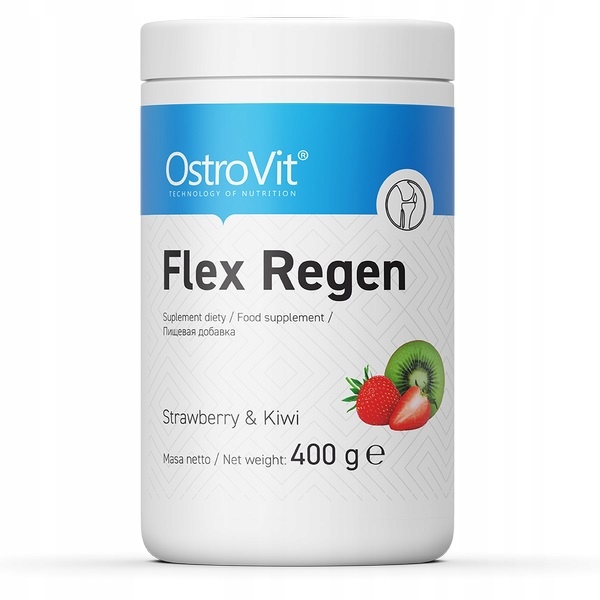 OstroVit®
TECHNOLOGY OF NUTRITION
Flex Regen
Suplement diety / Food supplement /
Пищевая добавка
Strawberry & Kiwi
Masa netto / Net weight: 400 g ℮